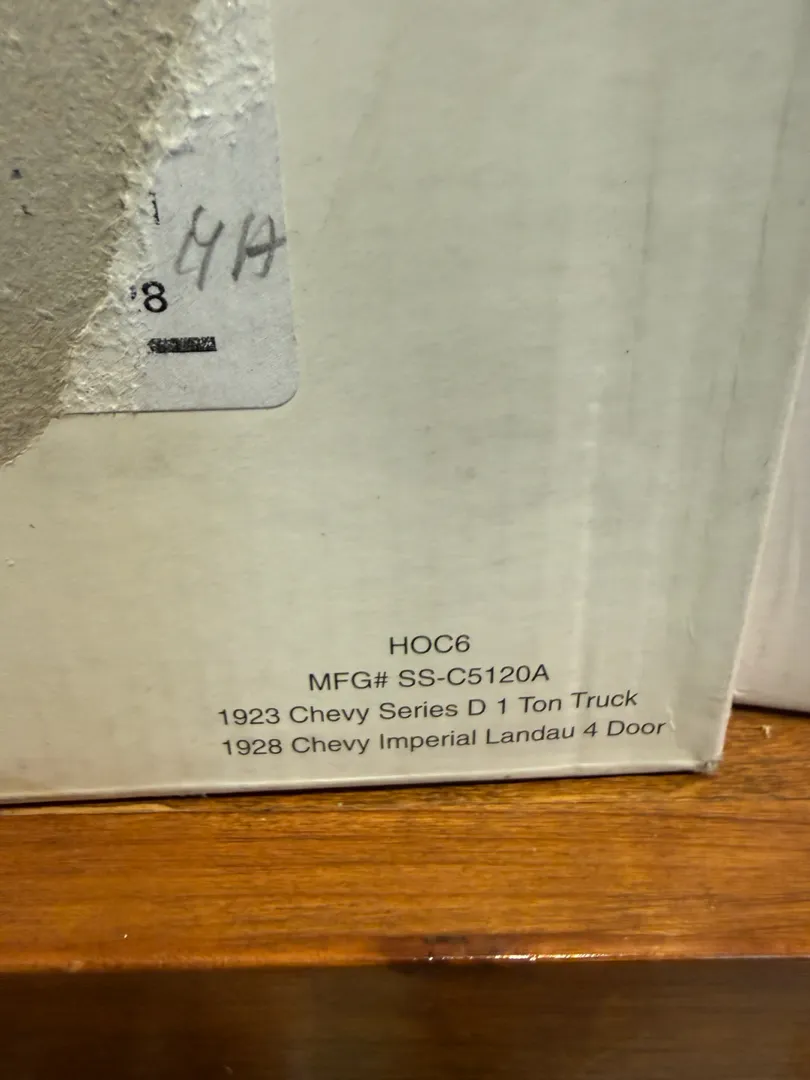 4A
8
HOC6
MFG# SS-C5120A
1923 Chevy Series D 1 Ton Truck
1928 Chevy Imperial Landau 4 Door